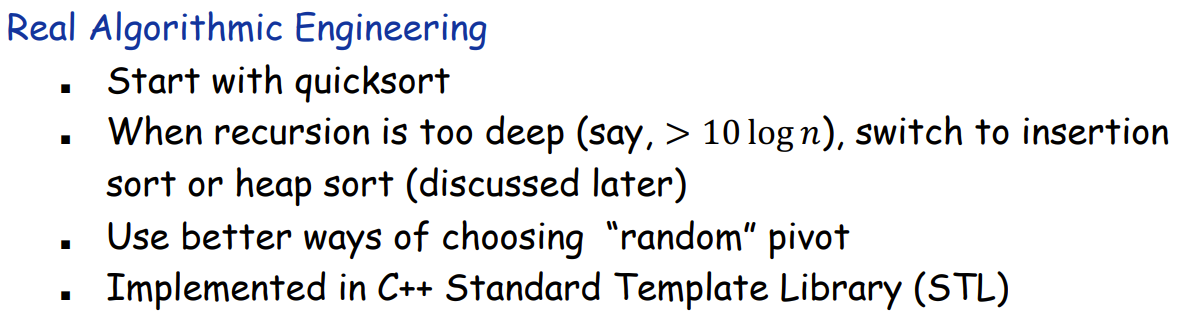 Real Algorithmic Engineering
▪ Start with quicksort
▪ When recursion is too deep (say, > 10 log n), switch to insertion
sort or heap sort (discussed later)
▪ Use better ways of choosing “random” pivot
▪ Implemented in C++ Standard Template Library (STL)